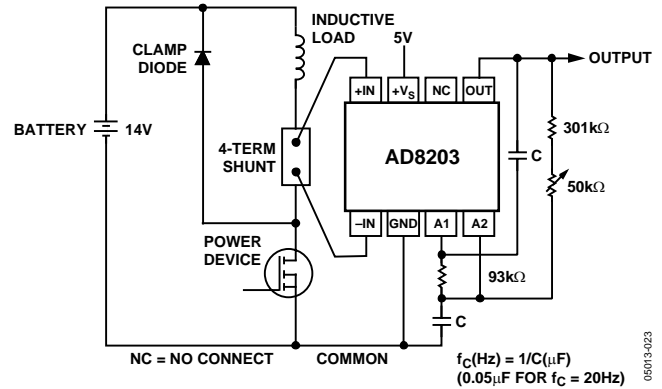 INDUCTIVE
LOAD
CLAMP
DIODE
5V
OUTPUT
+IN
+VS
NC
OUT
BATTERY
14V
4-TERM
SHUNT
AD8203
C
301kΩ
50kΩ
–IN
GND
A1
A2
POWER
DEVICE
93kΩ
C
NC = NO CONNECT
COMMON
fC(Hz) = 1/C(μF)
(0.05μF FOR fC = 20Hz)
05013-023